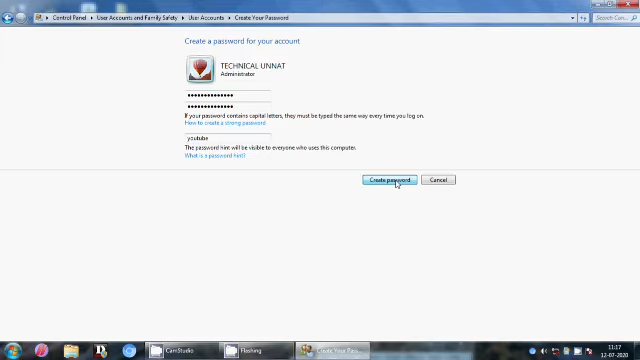 Control Panel ▸ User Accounts and Family Safety ▸ User Accounts ▸ Create Your Password
Search Con...
Create a password for your account
TECHNICAL UNNAT
Administrator
••••••••••••••
••••••••••••••
If your password contains capital letters, they must be typed the same way every time you log on.
How to create a strong password
youtube
The password hint will be visible to everyone who uses this computer.
What is a password hint?
Create password
Cancel
CamStudio
Flashing
Create Your Pass...
11:17
12-07-2020